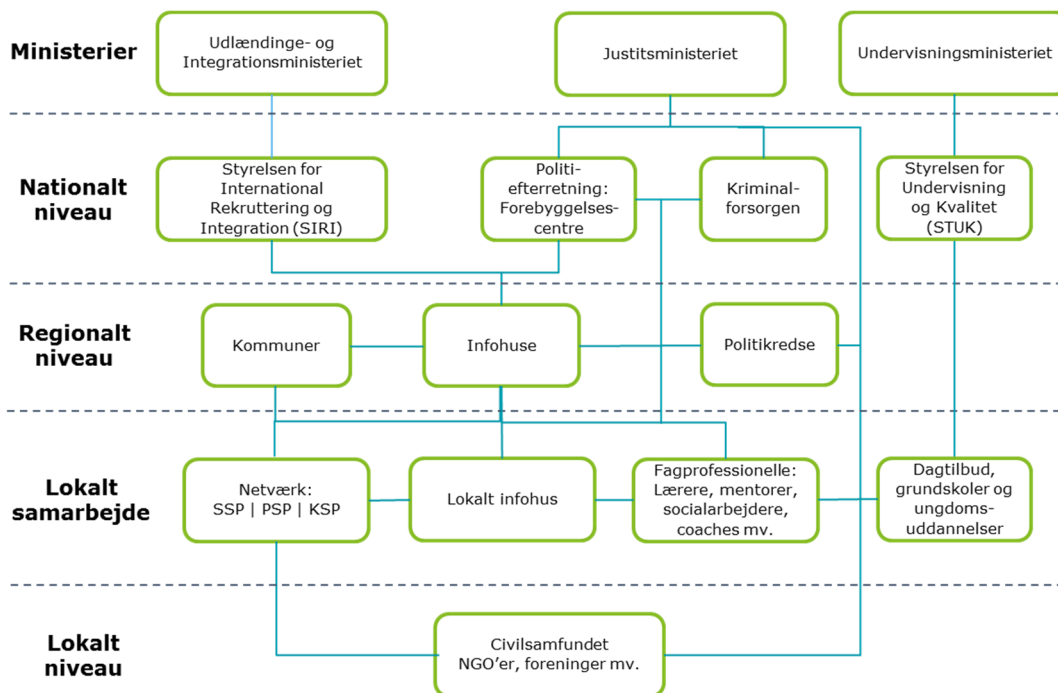 Ministerier
Udlændinge- og
Integrationsministeriet
Justitsministeriet
Undervisningsministeriet
Nationalt
niveau
Styrelsen for
International
Rekruttering og
Integration (SIRI)
Politi-
efterretning:
Forebyggelses-
centre
Kriminal-
forsorgen
Styrelsen for
Undervisning
og Kvalitet
(STUK)
Regionalt
niveau
Kommuner
Infohuse
Politikredse
Lokalt
samarbejde
Netværk:
SSP | PSP | KSP
Lokalt infohus
Fagprofessionelle:
Lærere, mentorer,
socialarbejdere,
coaches mv.
Dagtilbud,
grundskoler og
ungdoms-
uddannelser
Lokalt
niveau
Civilsamfundet
NGO’er, foreninger mv.